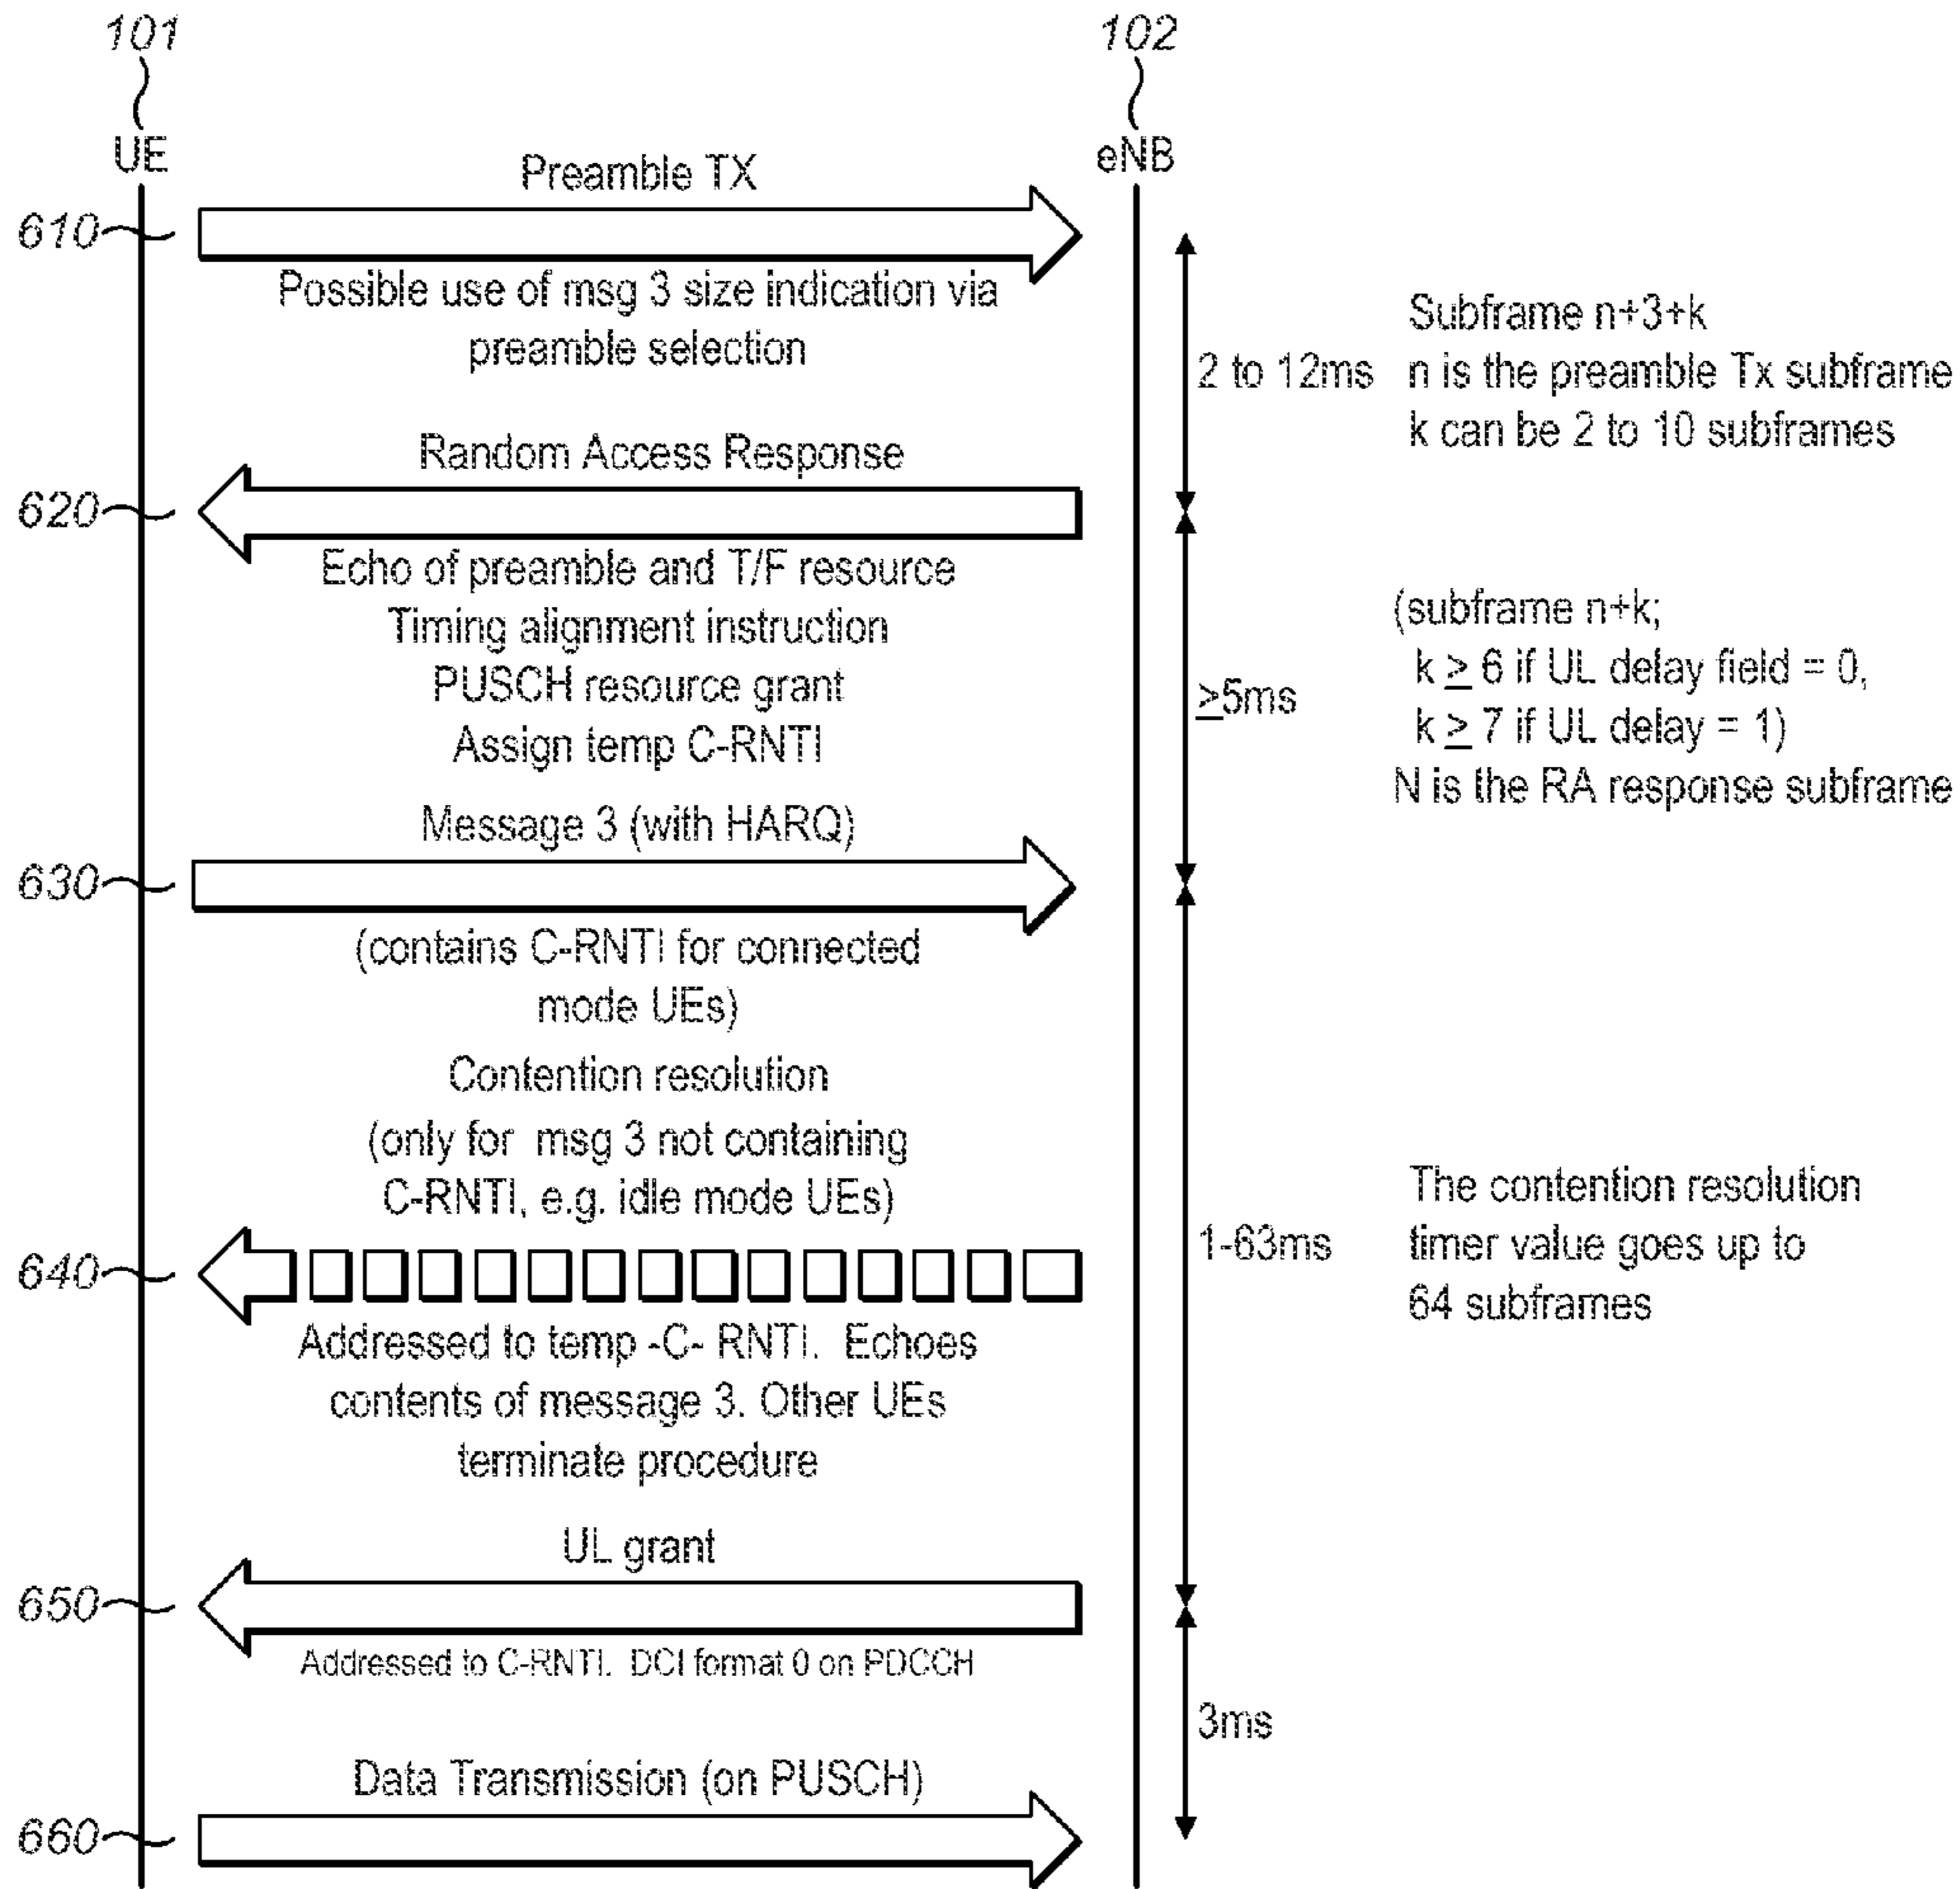 101
102
UE
eNB
Preamble TX
610
Possible use of msg 3 size indication via
preamble selection
2 to 12ms
Subframe n+3+k
n is the preamble Tx subframe
k can be 2 to 10 subframes
Random Access Response
620
Echo of preamble and T/F resource
Timing alignment instruction
PUSCH resource grant
Assign temp C-RNTI
≥5ms
(subframe n+k;
k ≥ 6 if UL delay field = 0,
k ≥ 7 if UL delay = 1)
N is the RA response subframe
Message 3 (with HARQ)
630
(contains C-RNTI for connected
mode UEs)
Contention resolution
(only for msg 3 not containing
C-RNTI, e.g. idle mode UEs)
640
1-63ms
The contention resolution
timer value goes up to
64 subframes
Addressed to temp -C- RNTI. Echoes
contents of message 3. Other UEs
terminate procedure
UL grant
650
Addressed to C-RNTI. DCI format 0 on PDCCH
3ms
Data Transmission (on PUSCH)
660